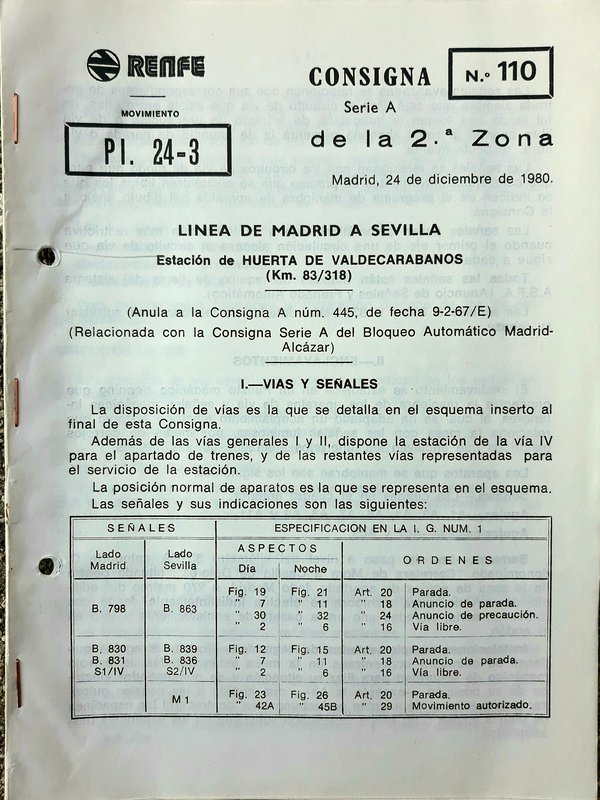 RENFE
CONSIGNA
N.º 110
MOVIMIENTO
Serie A
PI. 24-3
de la 2.ª Zona
Madrid, 24 de diciembre de 1980.
LINEA DE MADRID A SEVILLA
Estación de HUERTA DE VALDECARABANOS
(Km. 83/318)
(Anula a la Consigna A núm. 445, de fecha 9-2-67/E)
(Relacionada con la Consigna Serie A del Bloqueo Automático Madrid-
Alcázar)
I.—VIAS Y SEÑALES
La disposición de vías es la que se detalla en el esquema inserto al
final de esta Consigna.
Además de las vías generales I y II, dispone la estación de la vía IV
para el apartado de trenes, y de las restantes vías representadas para
el servicio de la estación.
La posición normal de aparatos es la que se representa en el esquema.
Las señales y sus indicaciones son las siguientes:
SEÑALES ESPECIFICACION EN LA I. G. NUM. 1
Lado Madrid Lado Sevilla ASPECTOS ORDENES
Día Noche
B. 798 B. 863 Fig. 19 Fig. 21 Art. 20 Parada.
" 7 " 11 " 18 Anuncio de parada.
" 30 " 32 " 24 Anuncio de precaución.
" 2 " 6 " 16 Vía libre.
B. 830 B. 839 Fig. 12 Fig. 15 Art. 20 Parada.
B. 831 B. 836 " 7 " 11 " 18 Anuncio de parada.
S1/IV S2/IV " 2 " 6 " 16 Vía libre.
M 1 Fig. 23 Fig. 26 Art. 20 Parada.
" 42A " 45B " 29 Movimiento autorizado.